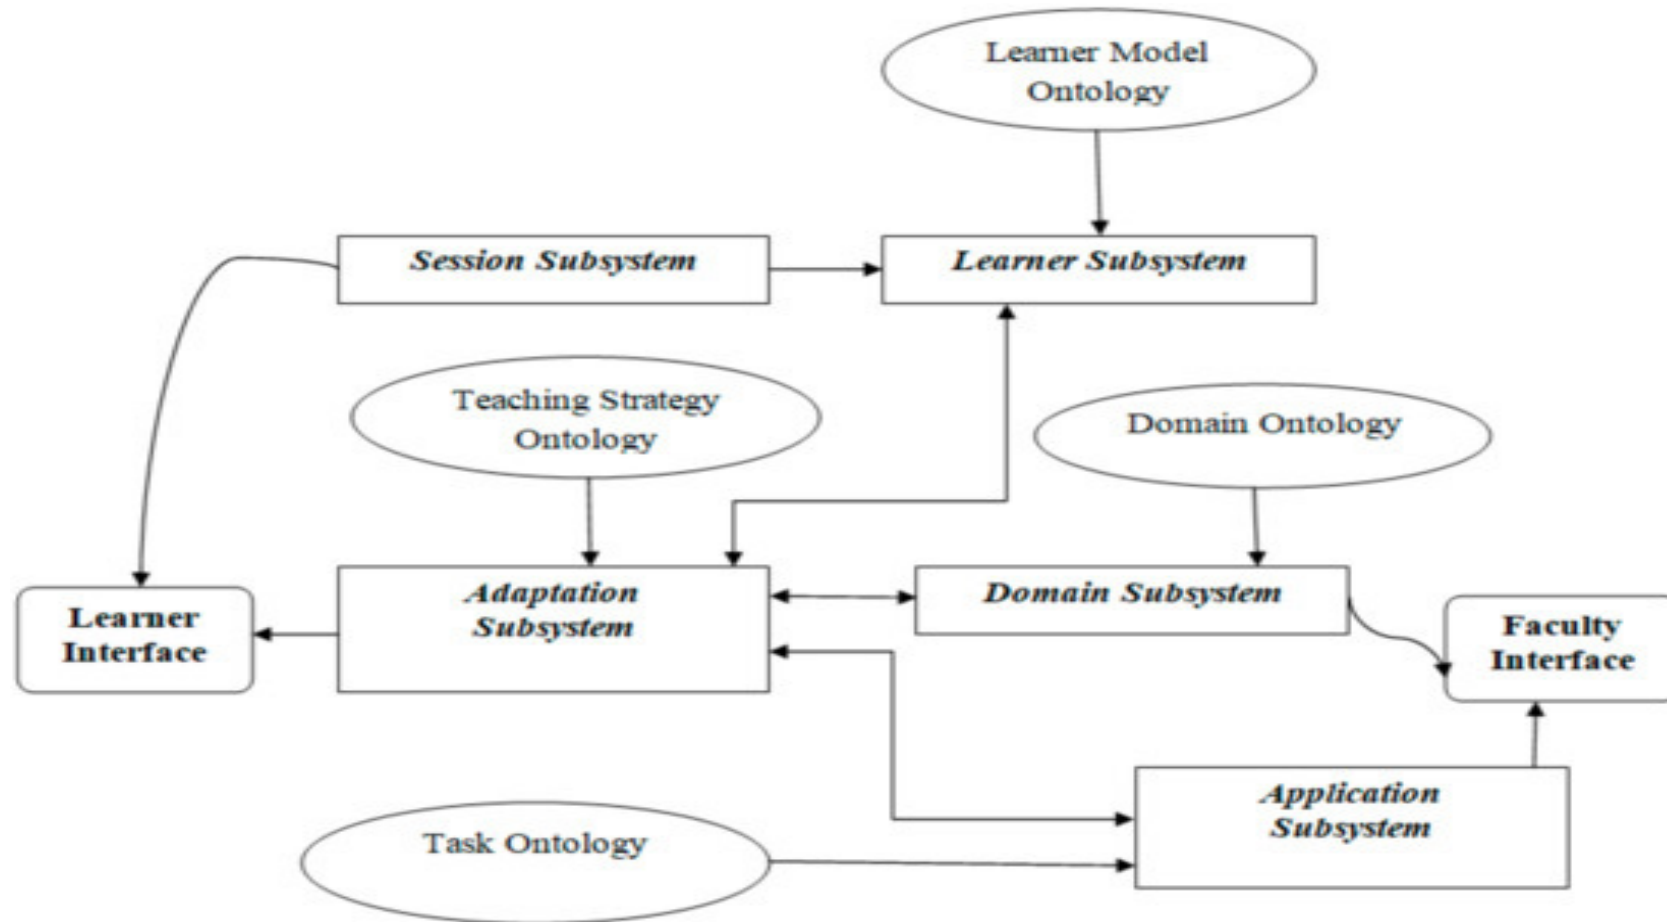 Learner Model
Ontology
Session Subsystem
Learner Subsystem
Teaching Strategy
Ontology
Domain Ontology
Learner
Interface
Adaptation
Subsystem
Domain Subsystem
Faculty
Interface
Application
Subsystem
Task Ontology